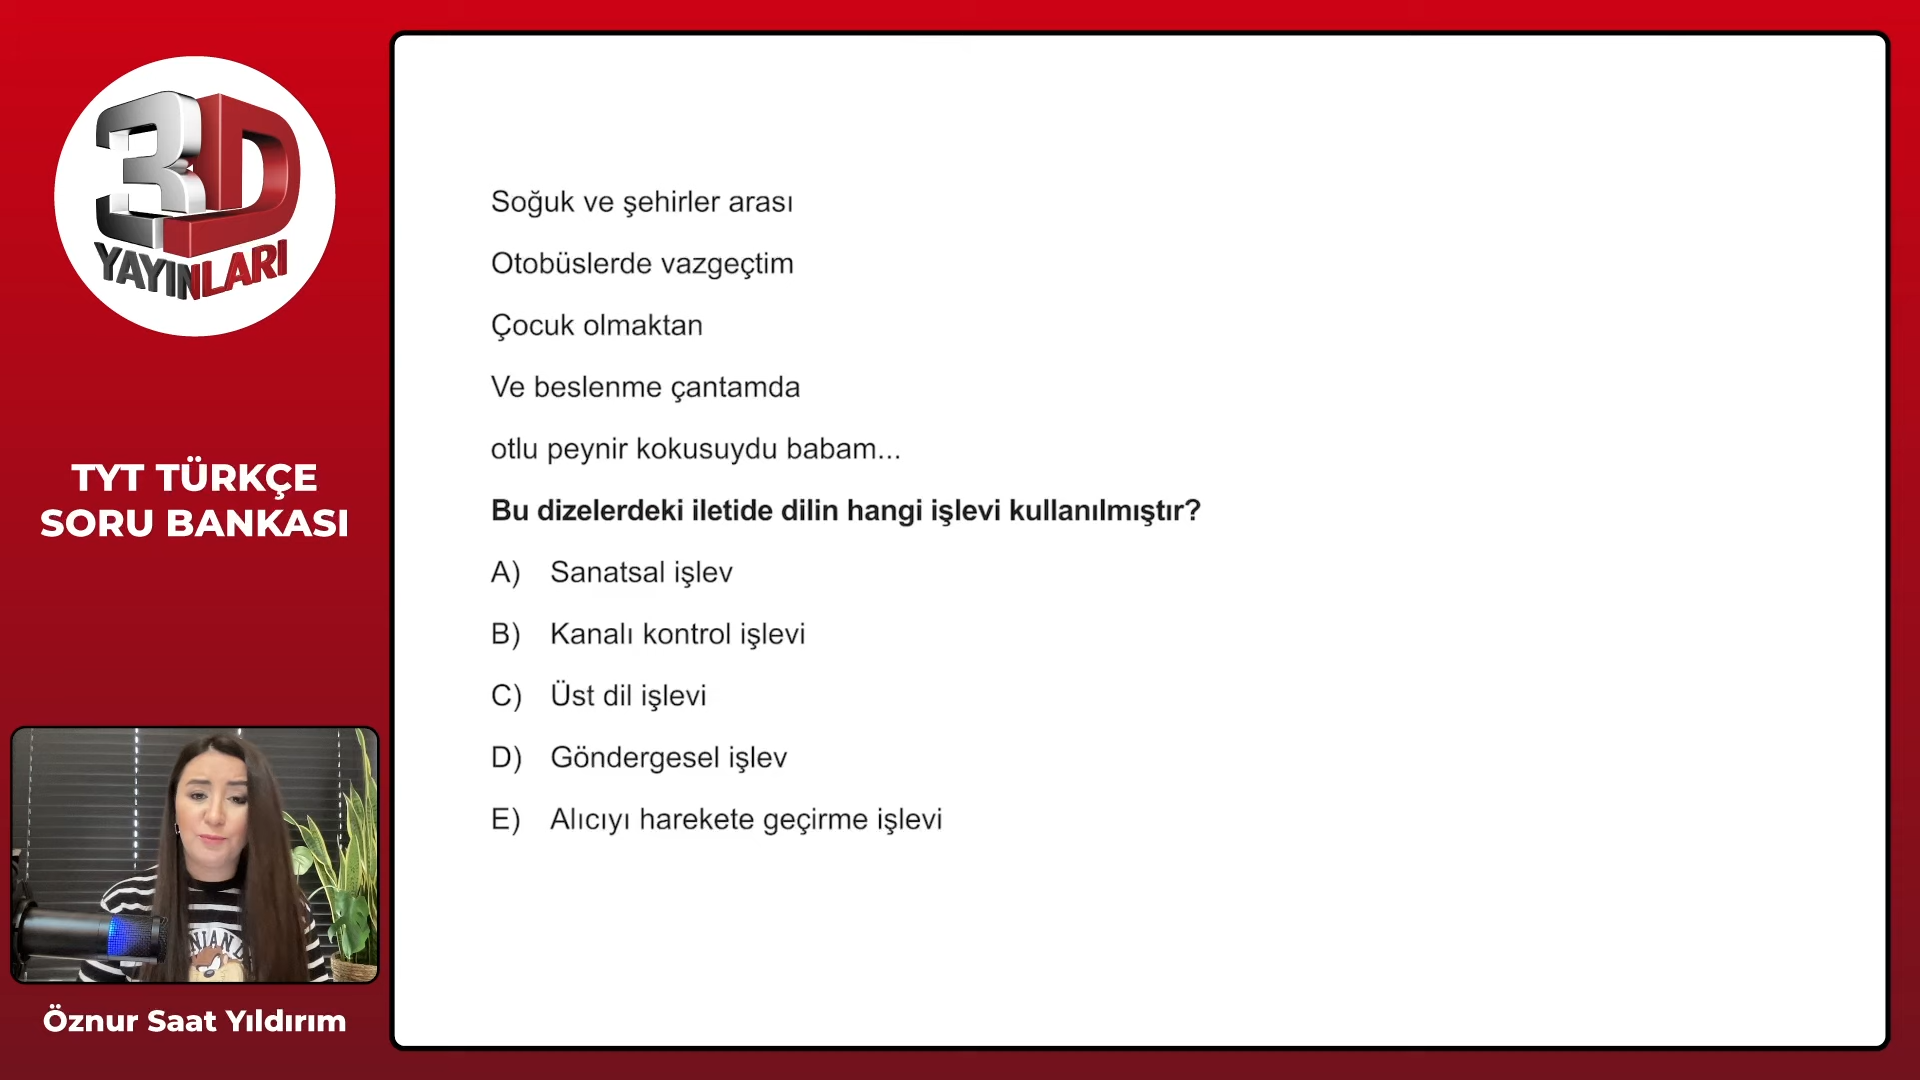 3D
YAYINLARI
TYT TÜRKÇE
SORU BANKASI
Öznur Saat Yıldırım
Soğuk ve şehirler arası
Otobüslerde vazgeçtim
Çocuk olmaktan
Ve beslenme çantamda
otlu peynir kokusuydu babam...
Bu dizelerdeki iletide dilin hangi işlevi kullanılmıştır?
A) Sanatsal işlev
B) Kanalı kontrol işlevi
C) Üst dil işlevi
D) Göndergesel işlev
E) Alıcıyı harekete geçirme işlevi